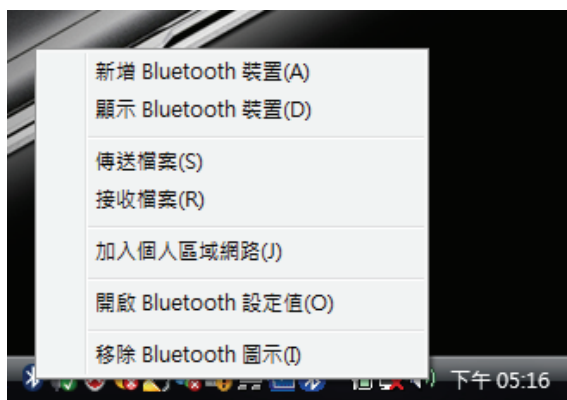 新增 Bluetooth 裝置(A)
顯示 Bluetooth 裝置(D)
傳送檔案(S)
接收檔案(R)
加入個人區域網路(J)
開啟 Bluetooth 設定值(O)
移除 Bluetooth 圖示(I)
下午 05:16